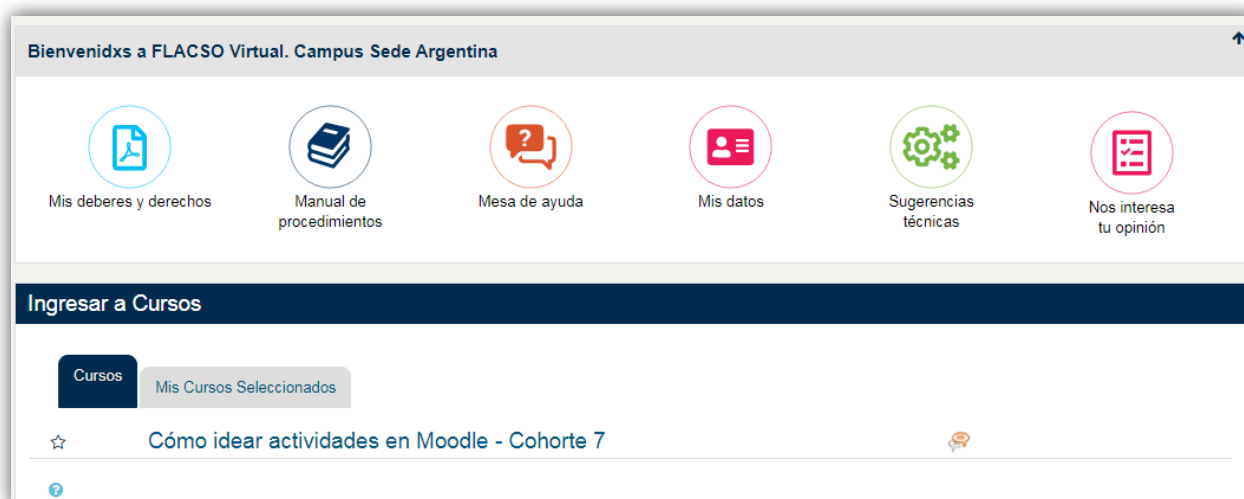 Bienvenidxs a FLACSO Virtual. Campus Sede Argentina
Mis deberes y derechos
Manual de
procedimientos
Mesa de ayuda
Mis datos
Sugerencias
técnicas
Nos interesa
tu opinión
Ingresar a Cursos
Cursos
Mis Cursos Seleccionados
Cómo idear actividades en Moodle - Cohorte 7